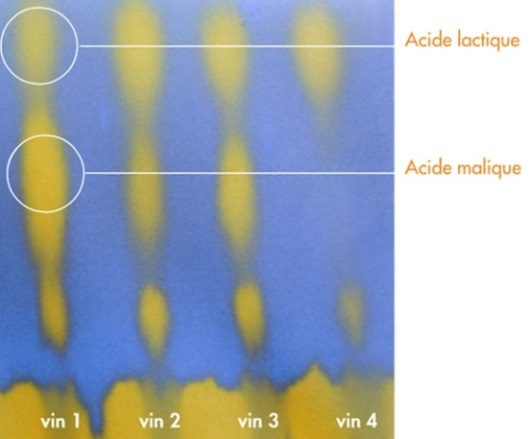 Acide lactique
Acide malique
vin 1 vin 2 vin 3 vin 4